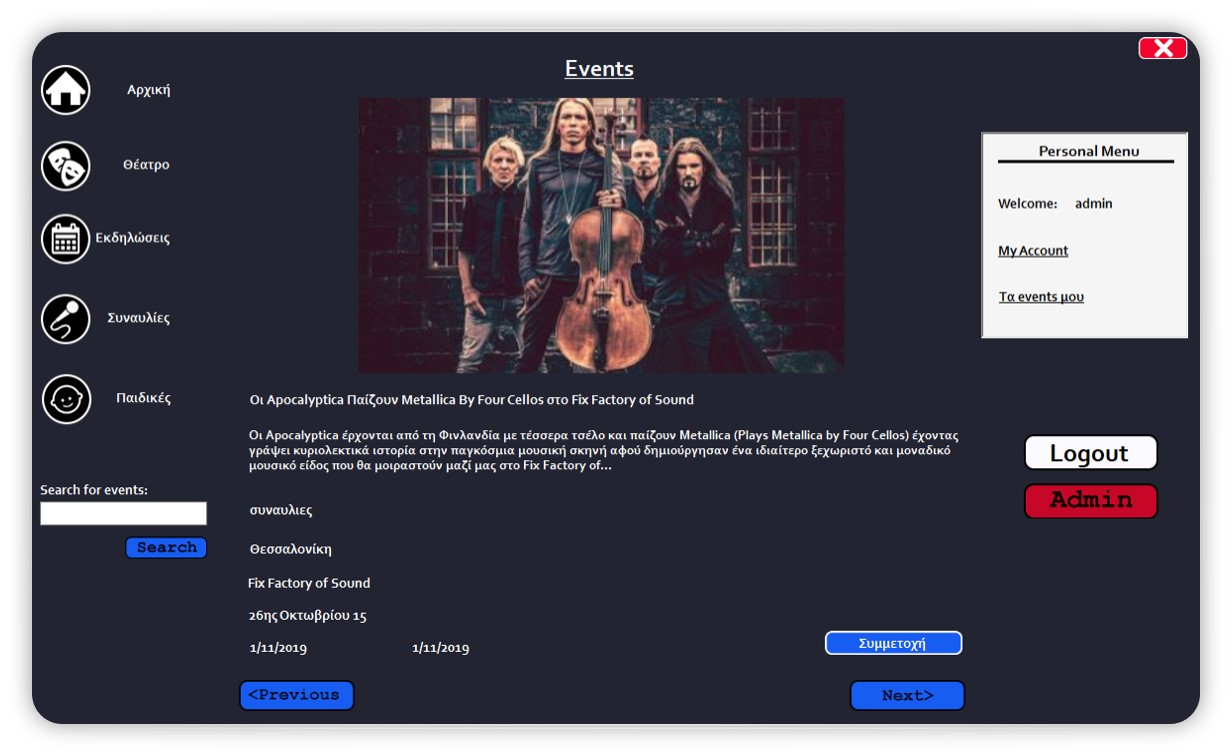 Events
Αρχική
Θέατρο
Εκδηλώσεις
Συναυλίες
Παιδικές
Search for events:
Search
Οι Apocalyptica Παίζουν Metallica By Four Cellos στο Fix Factory of Sound
Οι Apocalyptica έρχονται από τη Φινλανδία με τέσσερα τσέλο και παίζουν Metallica (Plays Metallica by Four Cellos) έχοντας
γράψει κυριολεκτικά ιστορία στην παγκόσμια μουσική σκηνή αφού δημιούργησαν ένα ιδιαίτερο ξεχωριστό και μοναδικό
μουσικό είδος που θα μοιραστούν μαζί μας στο Fix Factory of...
συναυλιες
Θεσσαλονίκη
Fix Factory of Sound
26ης Οκτωβρίου 15
1/11/2019 1/11/2019
Συμμετοχή
<Previous
Next>
Personal Menu
Welcome: admin
My Account
Τα events μου
Logout
Admin